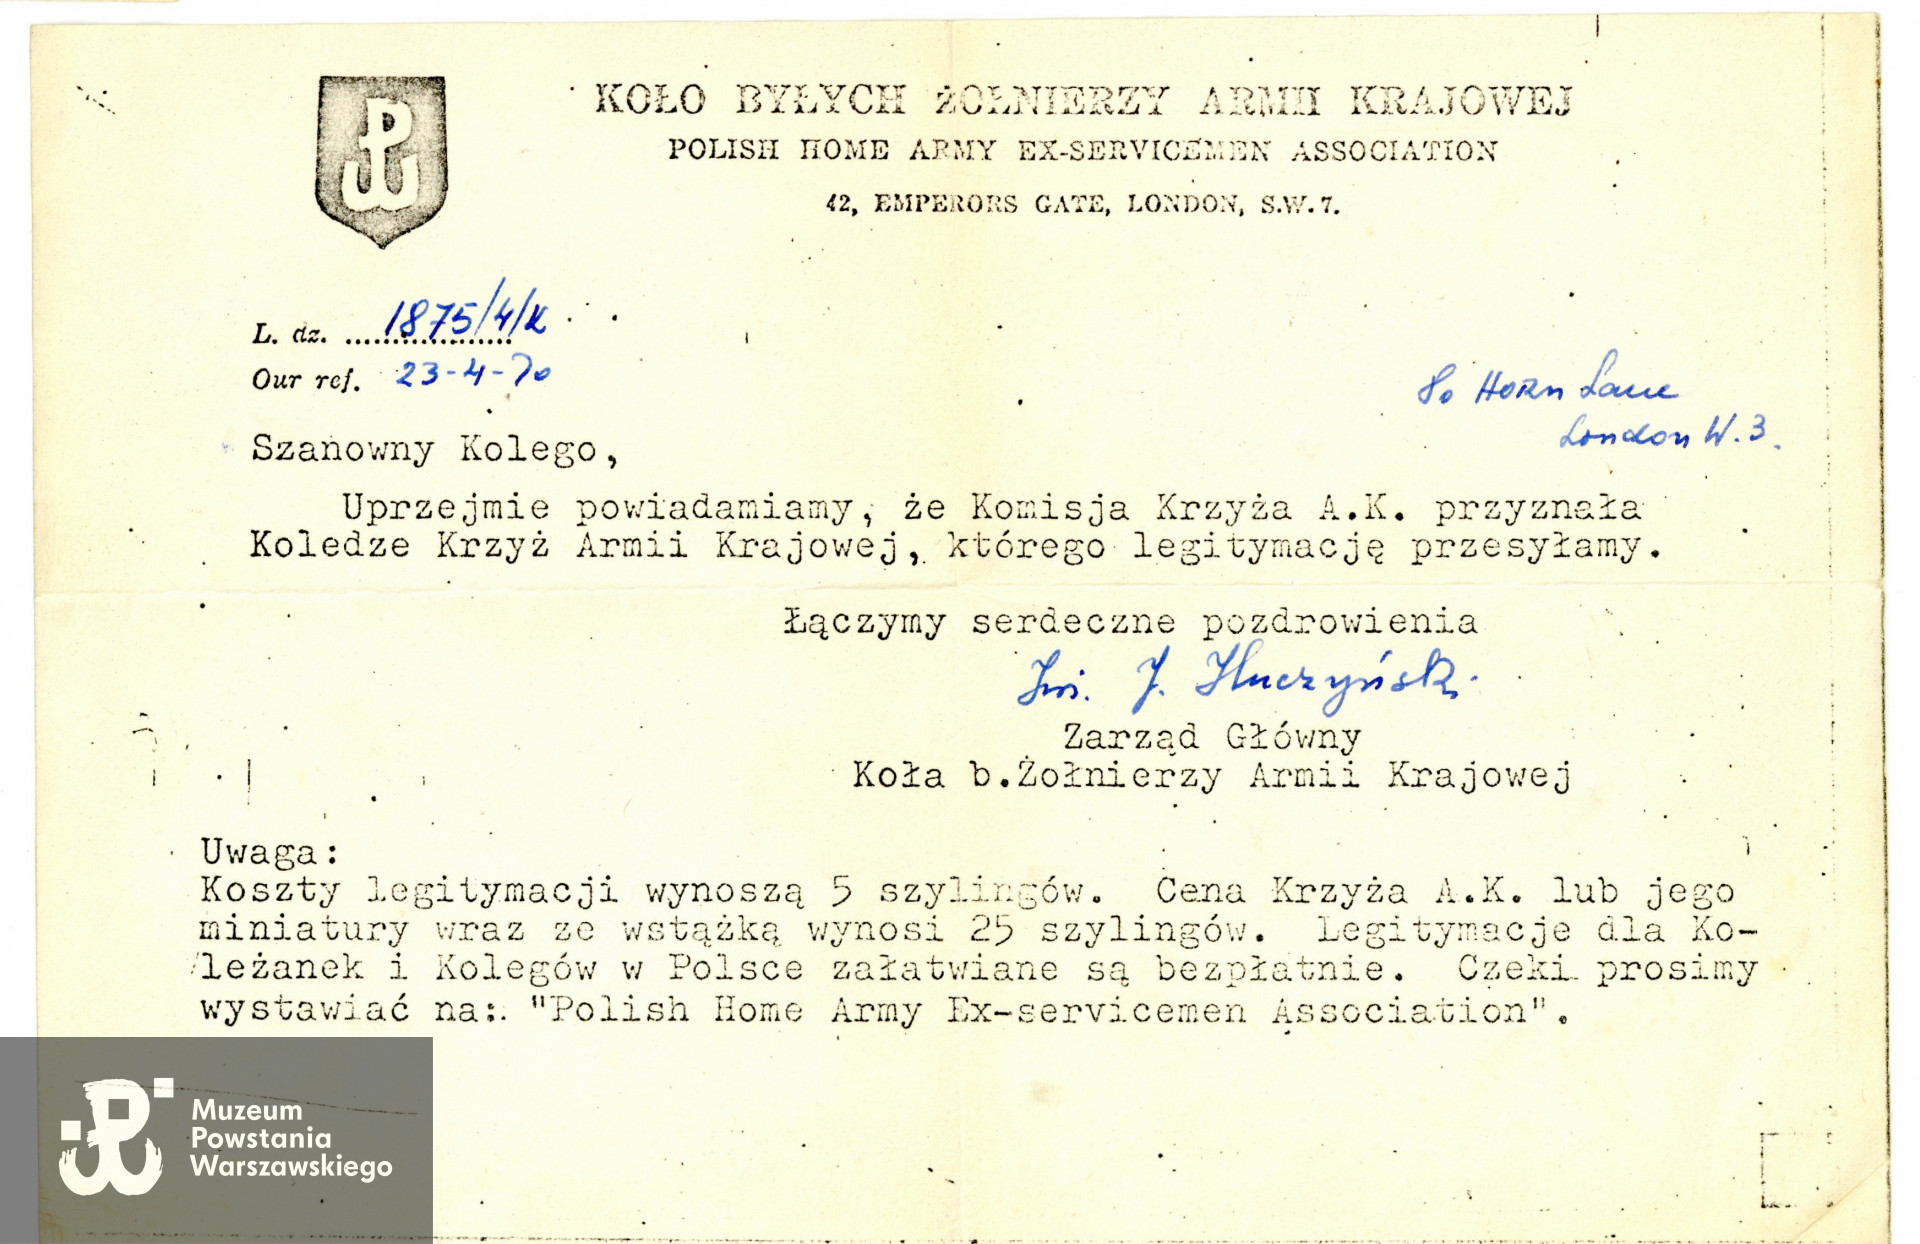 KOŁO BYŁYCH ŻOŁNIERZY ARMII KRAJOWEJ
POLISH HOME ARMY EX-SERVICEMEN ASSOCIATION
42, EMPERORS GATE, LONDON, S.W.7.
L. dz. 1875/4/K
Our ref. 23-4-70
80 Horn Lane
London W.3.
Szanowny Kolego,
Uprzejmie powiadamiamy, że Komisja Krzyża A.K. przyznała
Koledze Krzyż Armii Krajowej, którego legitymację przesyłamy.
Łączymy serdeczne pozdrowienia
J.
Zarząd Główny
Koła b.Żołnierzy Armii Krajowej
Uwaga:
Koszty legitymacji wynoszą 5 szylingów. Cena Krzyża A.K. lub jego
miniatury wraz ze wstążką wynosi 25 szylingów. Legitymacje dla Ko-
leżanek i Kolegów w Polsce załatwiane są bezpłatnie. Czeki prosimy
wystawiać na: "Polish Home Army Ex-servicemen Association".
Muzeum
Powstania
Warszawskiego